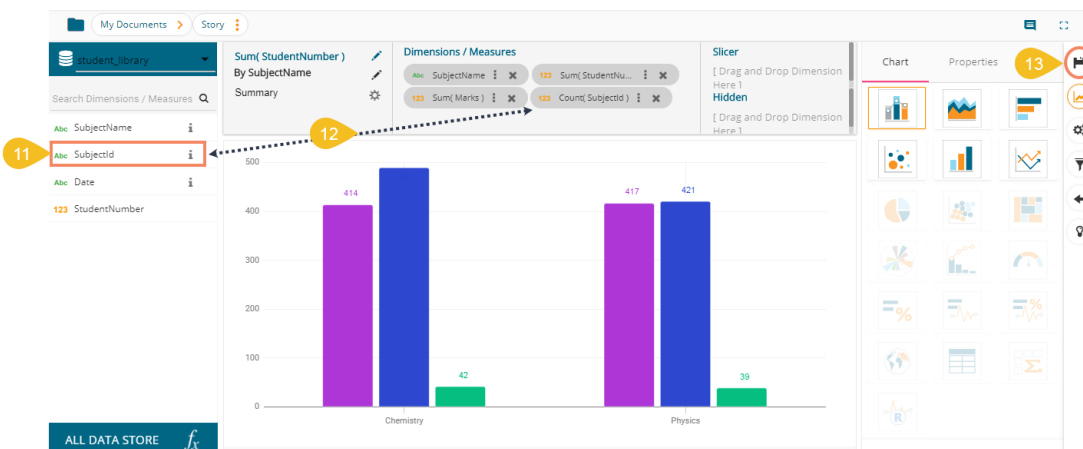 My Documents > Story
student_library
Search Dimensions / Measures
Abc SubjectName i
11 Abc SubjectId i
Abc Date i
123 StudentNumber
ALL DATA STORE fx
Sum( StudentNumber )
By SubjectName
Summary
12
Dimensions / Measures
Abc SubjectName 123 Sum( StudentNu...
123 Sum( Marks ) 123 Count( SubjectId )
Slicer
[ Drag and Drop Dimension
Here ]
Hidden
[ Drag and Drop Dimension
Here ]
500
400
300
200
100
0
414
42
417
421
39
Chemistry
Physics
Chart Properties 13
%
%
Σ
R